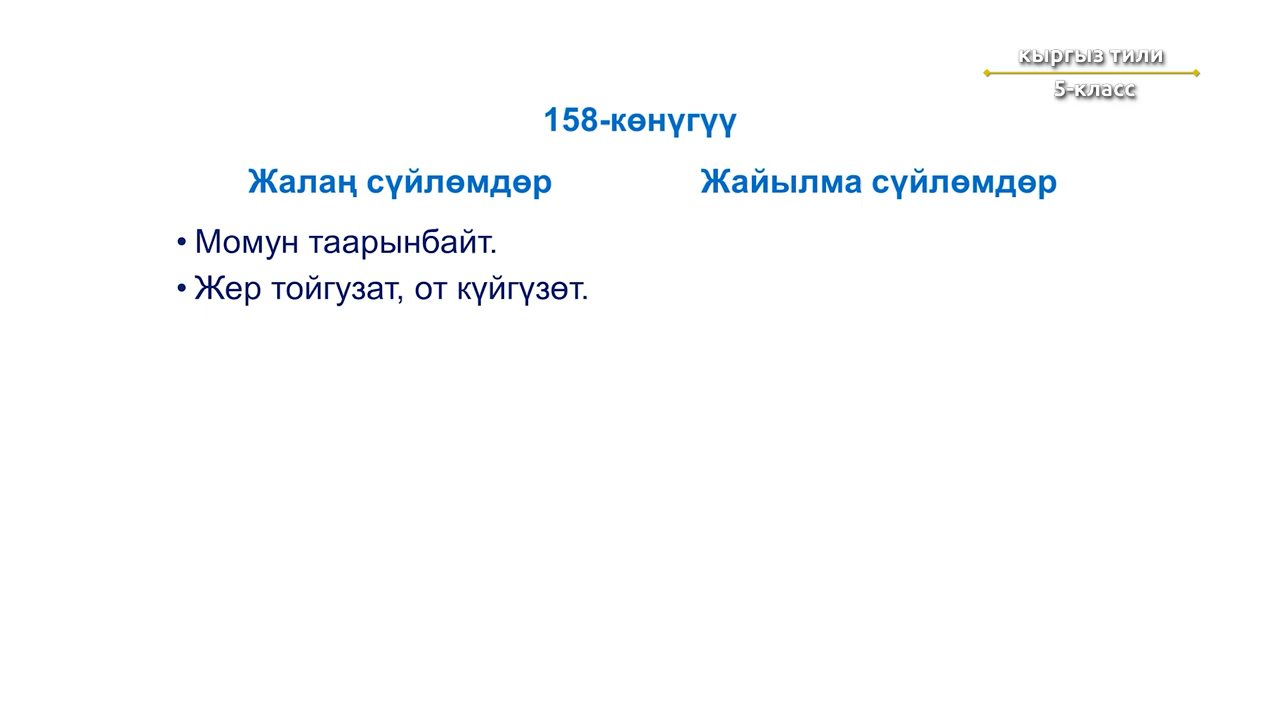 кыргыз тили
5-класс
158-көнүгүү
Жалаң сүйлөмдөр
Жайылма сүйлөмдөр
• Момун таарынбайт.
• Жер тойгузат, от күйгүзөт.